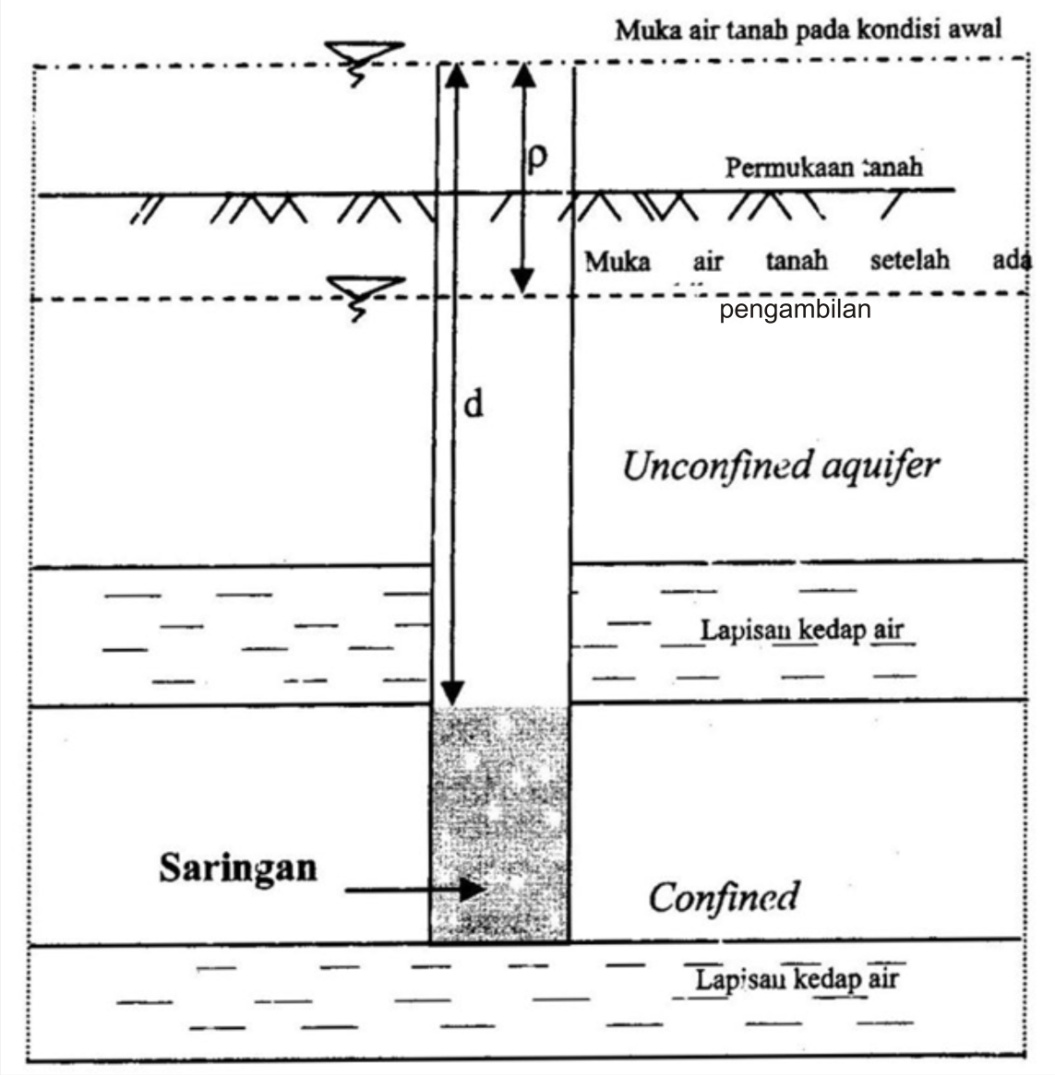 Muka air tanah pada kondisi awal
ρ
Permukaan tanah
Muka air tanah setelah ada
pengambilan
d
Unconfined aquifer
Lapisan kedap air
Saringan
Confined
Lapisan kedap air